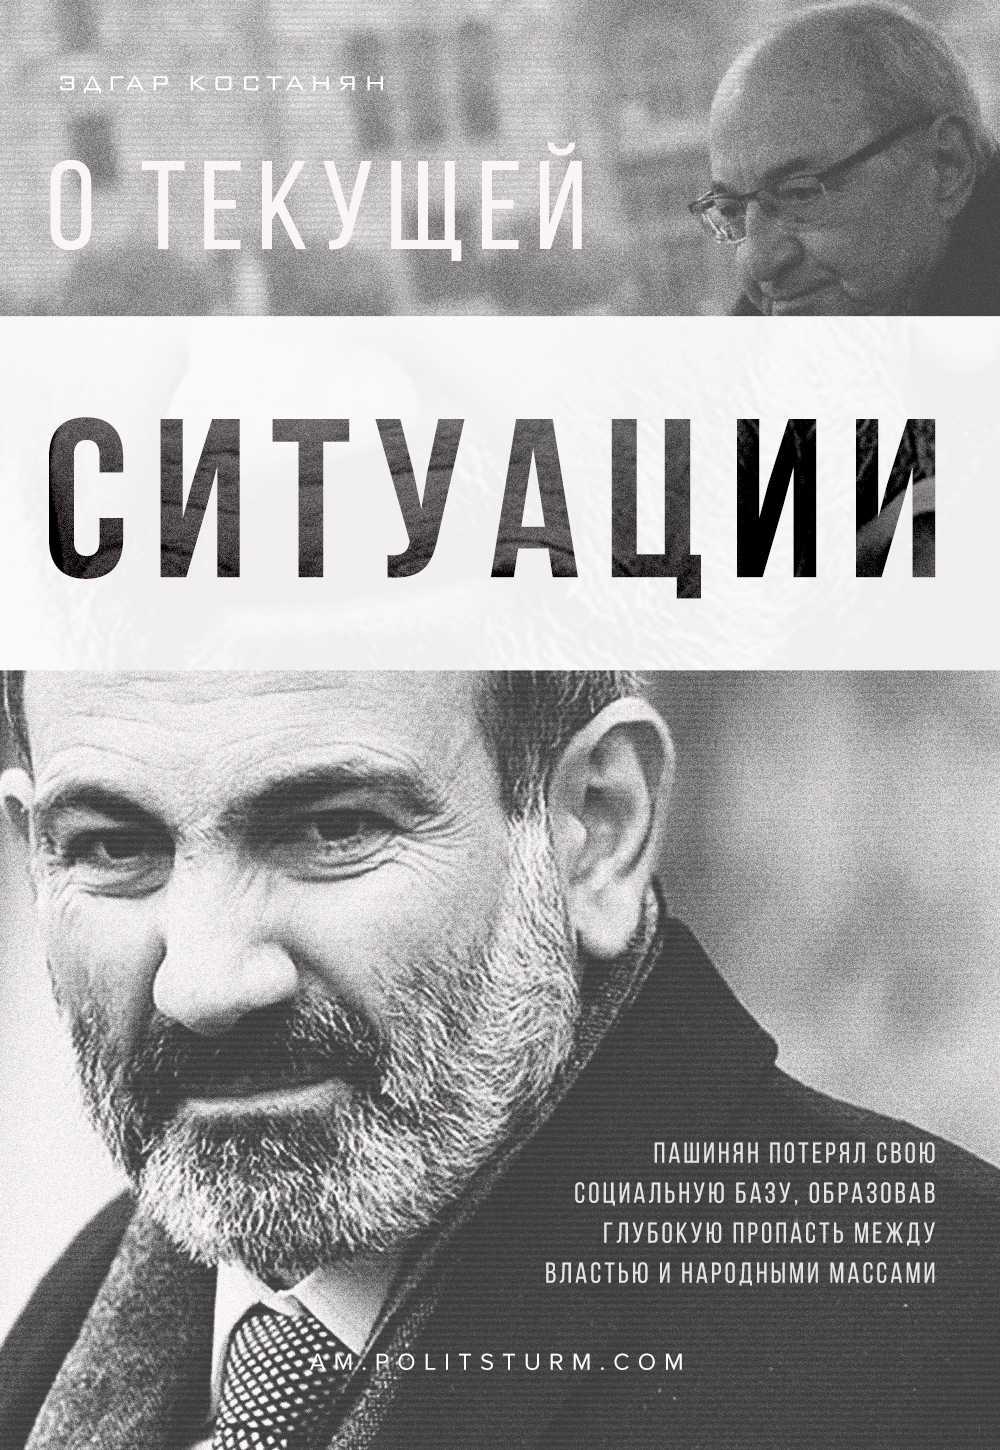 ЭДГАР КОСТАНЯН
О ТЕКУЩЕЙ
СИТУАЦИИ
ПАШИНЯН ПОТЕРЯЛ СВОЮ
СОЦИАЛЬНУЮ БАЗУ, ОБРАЗОВАВ
ГЛУБОКУЮ ПРОПАСТЬ МЕЖДУ
ВЛАСТЬЮ И НАРОДНЫМИ МАССАМИ
AM.POLITSTURM.COM